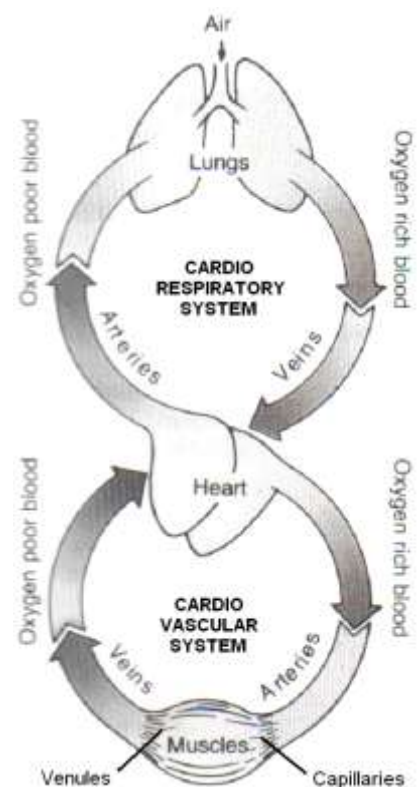 Air
Lungs
Oxygen poor blood
Oxygen rich blood
CARDIO
RESPIRATORY
SYSTEM
Arteries
Veins
Heart
Oxygen poor blood
Oxygen rich blood
CARDIO
VASCULAR
SYSTEM
Veins
Arteries
Muscles
Venules
Capillaries